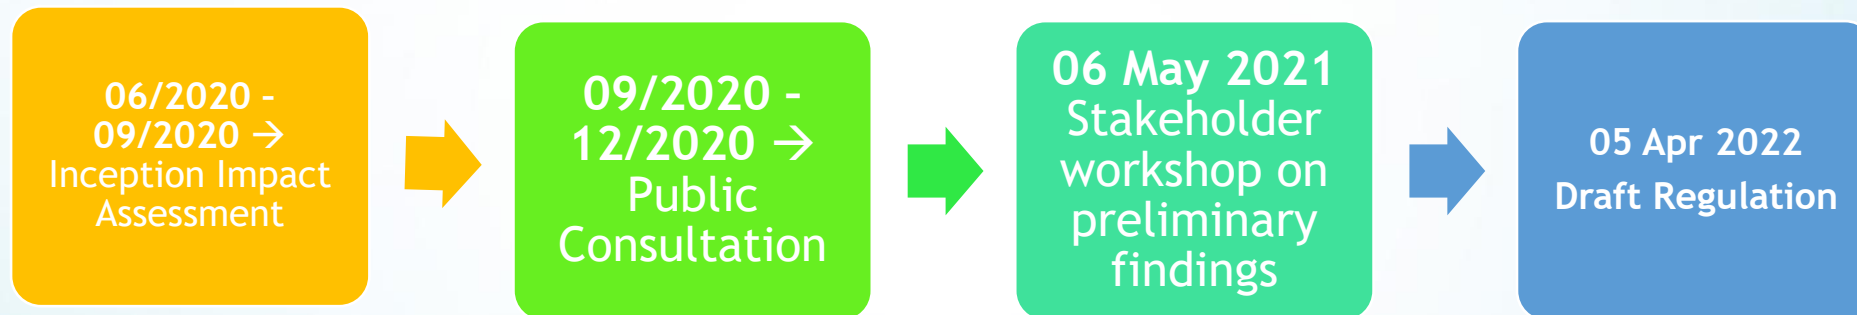 06/2020 –
09/2020 →
Inception Impact
Assessment
09/2020 –
12/2020 →
Public
Consultation
06 May 2021
Stakeholder
workshop on
preliminary
findings
05 Apr 2022
Draft Regulation